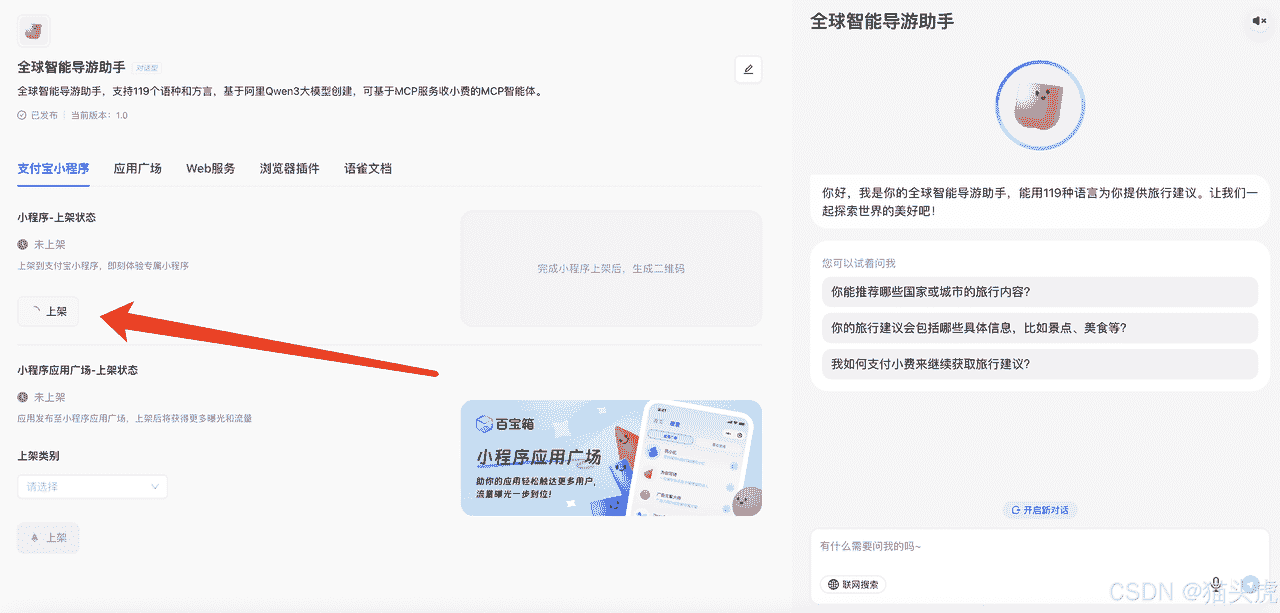 全球智能导游助手 对话型
全球智能导游助手，支持119个语种和方言，基于阿里Qwen3大模型创建，可基于MCP服务收小费的MCP智能体。
已发布 当前版本：1.0
支付宝小程序 应用广场 Web服务 浏览器插件 语雀文档
小程序-上架状态
未上架
上架到支付宝小程序，即刻体验专属小程序
上架
完成小程序上架后，生成二维码
小程序应用广场-上架状态
未上架
应用发布至小程序应用广场，上架后将获得更多曝光和流量
上架类别
请选择
上架
百宝箱
小程序应用广场
助你的应用轻松触达更多用户，
流量曝光一步到位！
全球智能导游助手
你好，我是你的全球智能导游助手，能用119种语言为你提供旅行建议。让我们一
起探索世界的美好吧！
您可以试着问我
你能推荐哪些国家或城市的旅行内容？
你的旅行建议会包括哪些具体信息，比如景点、美食等？
我如何支付小费来继续获取旅行建议？
开启新对话
有什么需要问我的吗~
联网搜索
CSDN @猫头虎